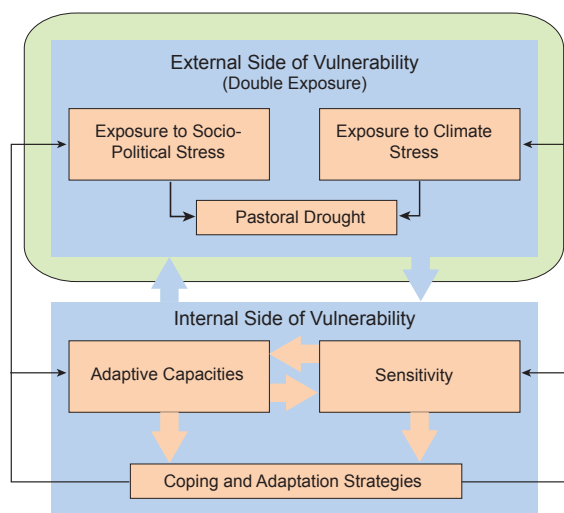 External Side of Vulnerability
(Double Exposure)
Exposure to Socio-
Political Stress
Exposure to Climate
Stress
Pastoral Drought
Internal Side of Vulnerability
Adaptive Capacities
Sensitivity
Coping and Adaptation Strategies